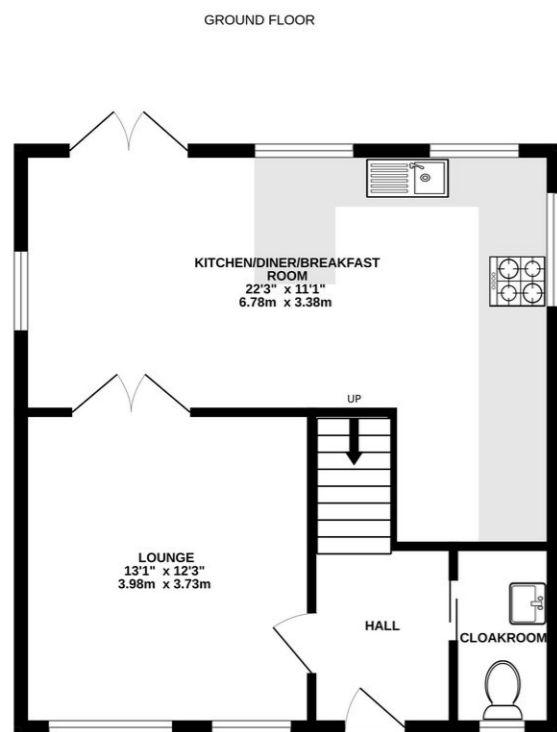 GROUND FLOOR
KITCHEN/DINER/BREAKFAST
ROOM
22'3" x 11'1"
6.78m x 3.38m
UP
LOUNGE
13'1" x 12'3"
3.98m x 3.73m
HALL
CLOAKROOM